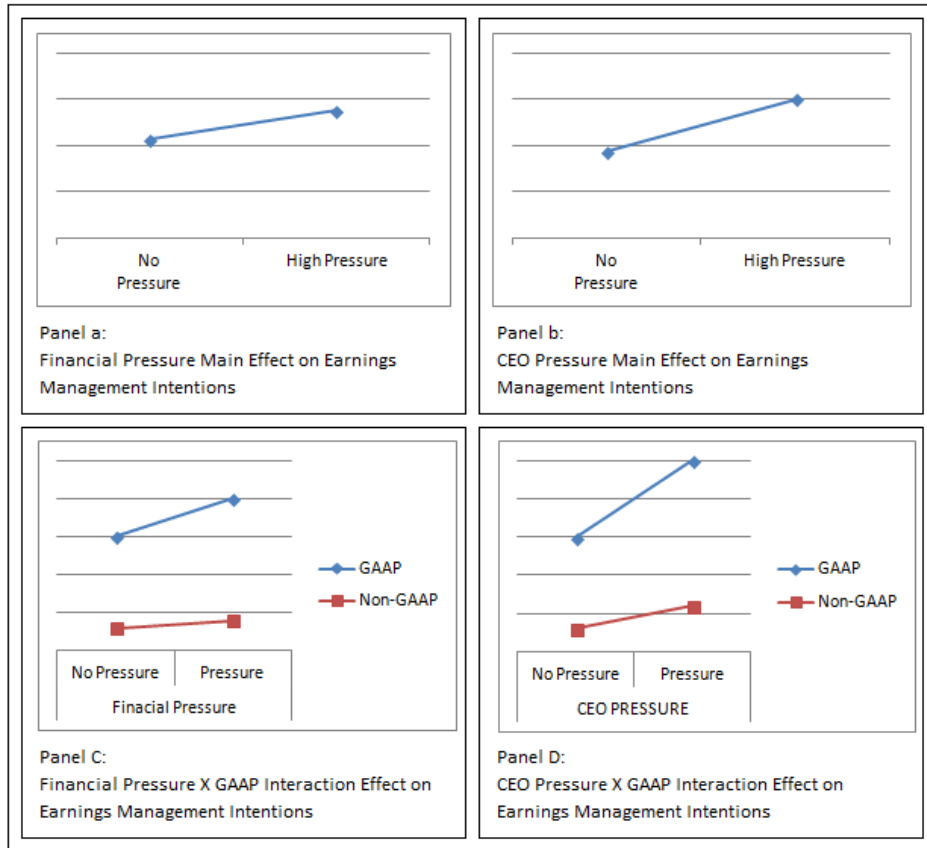 No
Pressure
High Pressure
Panel a:
Financial Pressure Main Effect on Earnings
Management Intentions
No
Pressure
High Pressure
Panel b:
CEO Pressure Main Effect on Earnings
Management Intentions
GAAP
Non-GAAP
No Pressure
Pressure
Finacial Pressure
Panel C:
Financial Pressure X GAAP Interaction Effect on
Earnings Management Intentions
GAAP
Non-GAAP
No Pressure
Pressure
CEO PRESSURE
Panel D:
CEO Pressure X GAAP Interaction Effect on
Earnings Management Intentions